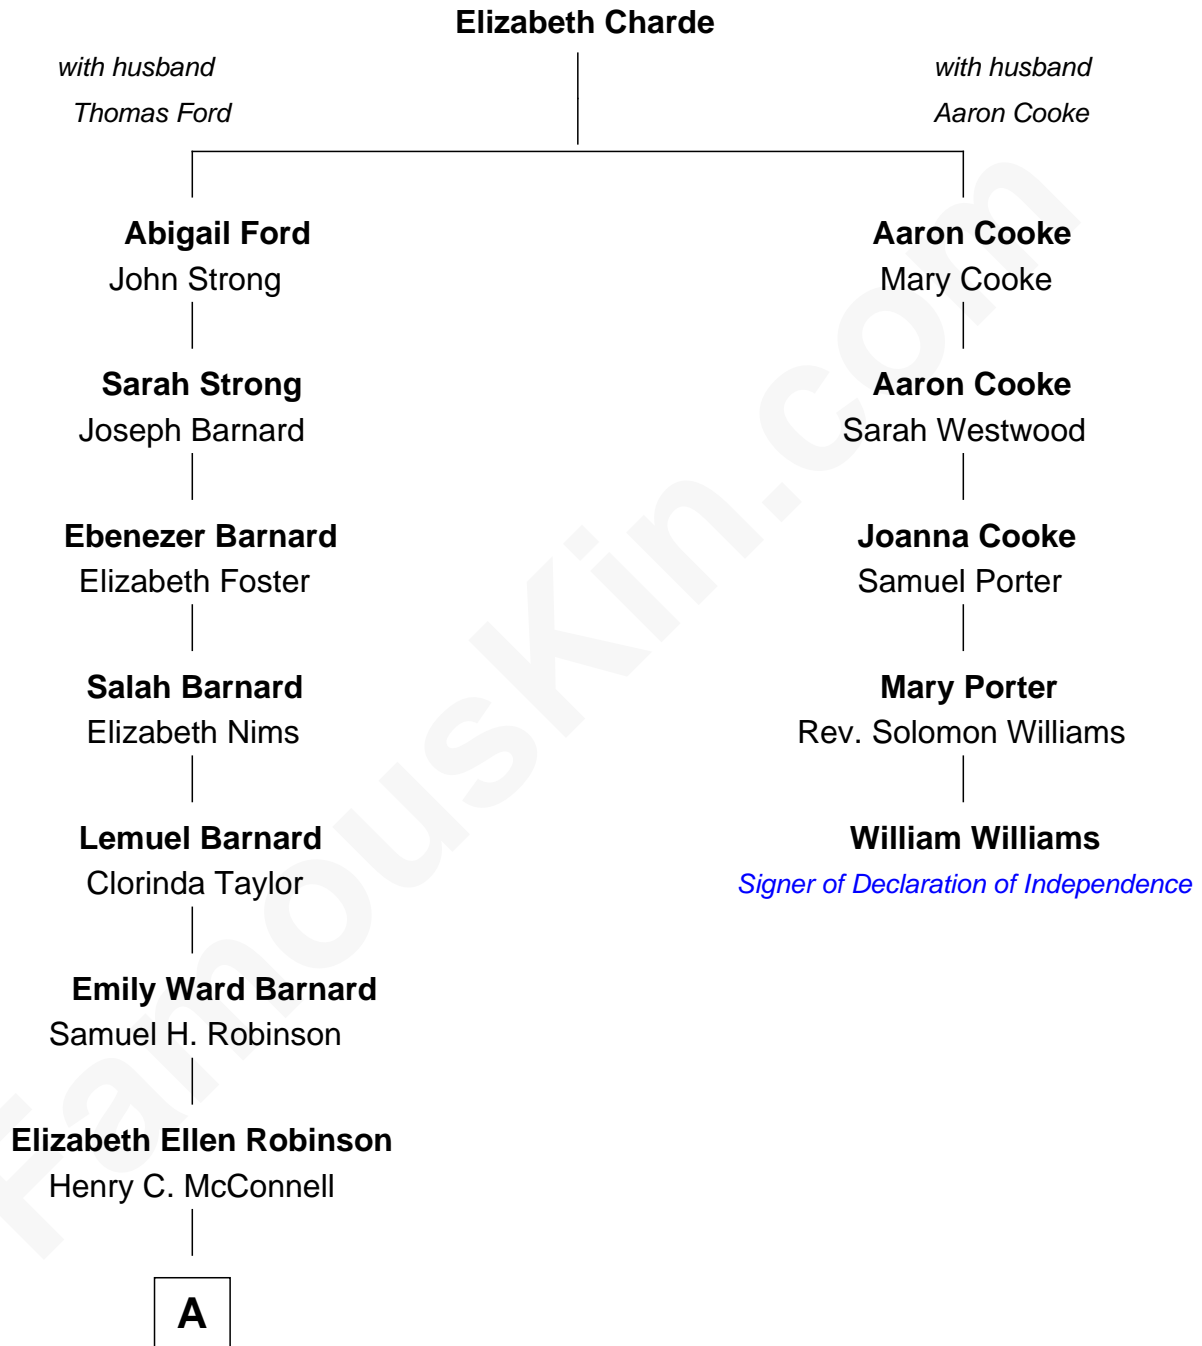 Elizabeth Charde
with husband
Thomas Ford
with husband
Aaron Cooke
Abigail Ford
John Strong
Aaron Cooke
Mary Cooke
Sarah Strong
Joseph Barnard
Aaron Cooke
Sarah Westwood
Ebenezer Barnard
Elizabeth Foster
Joanna Cooke
Samuel Porter
Salah Barnard
Elizabeth Nims
Mary Porter
Rev. Solomon Williams
Lemuel Barnard
Clorinda Taylor
William Williams
Signer of Declaration of Independence
Emily Ward Barnard
Samuel H. Robinson
Elizabeth Ellen Robinson
Henry C. McConnell
A
FamousKin.com